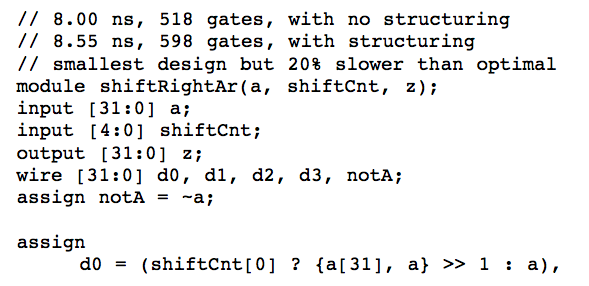 // 8.00 ns, 518 gates, with no structuring
// 8.55 ns, 598 gates, with structuring
// smallest design but 20% slower than optimal
module shiftRightAr(a, shiftCnt, z);
input [31:0] a;
input [4:0] shiftCnt;
output [31:0] z;
wire [31:0] d0, d1, d2, d3, notA;
assign notA = ~a;
assign
d0 = (shiftCnt[0] ? {a[31], a} >> 1 : a),